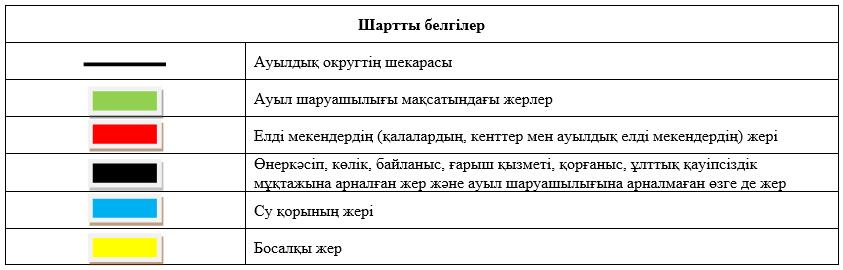 Шартты белгілер
Ауылдық округтің шекарасы
Ауыл шаруашылығы мақсатындағы жерлер
Елді мекендердің (қалалардың, кенттер мен ауылдық елді мекендердің) жері
Өнеркәсіп, көлік, байланыс, ғарыш қызметі, қорғаныс, ұлттық қауіпсіздік
мұқтажына арналған жер және ауыл шаруашылығына арналмаған өзге де жер
Су қорының жері
Босалқы жер